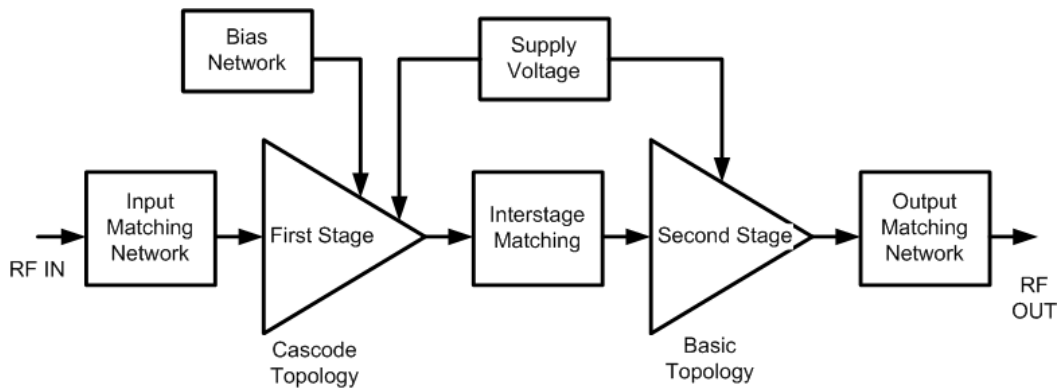 Bias
Network
Supply
Voltage
Input
Matching
Network
First Stage
Interstage
Matching
Second Stage
Output
Matching
Network
RF IN
RF
OUT
Cascode
Topology
Basic
Topology